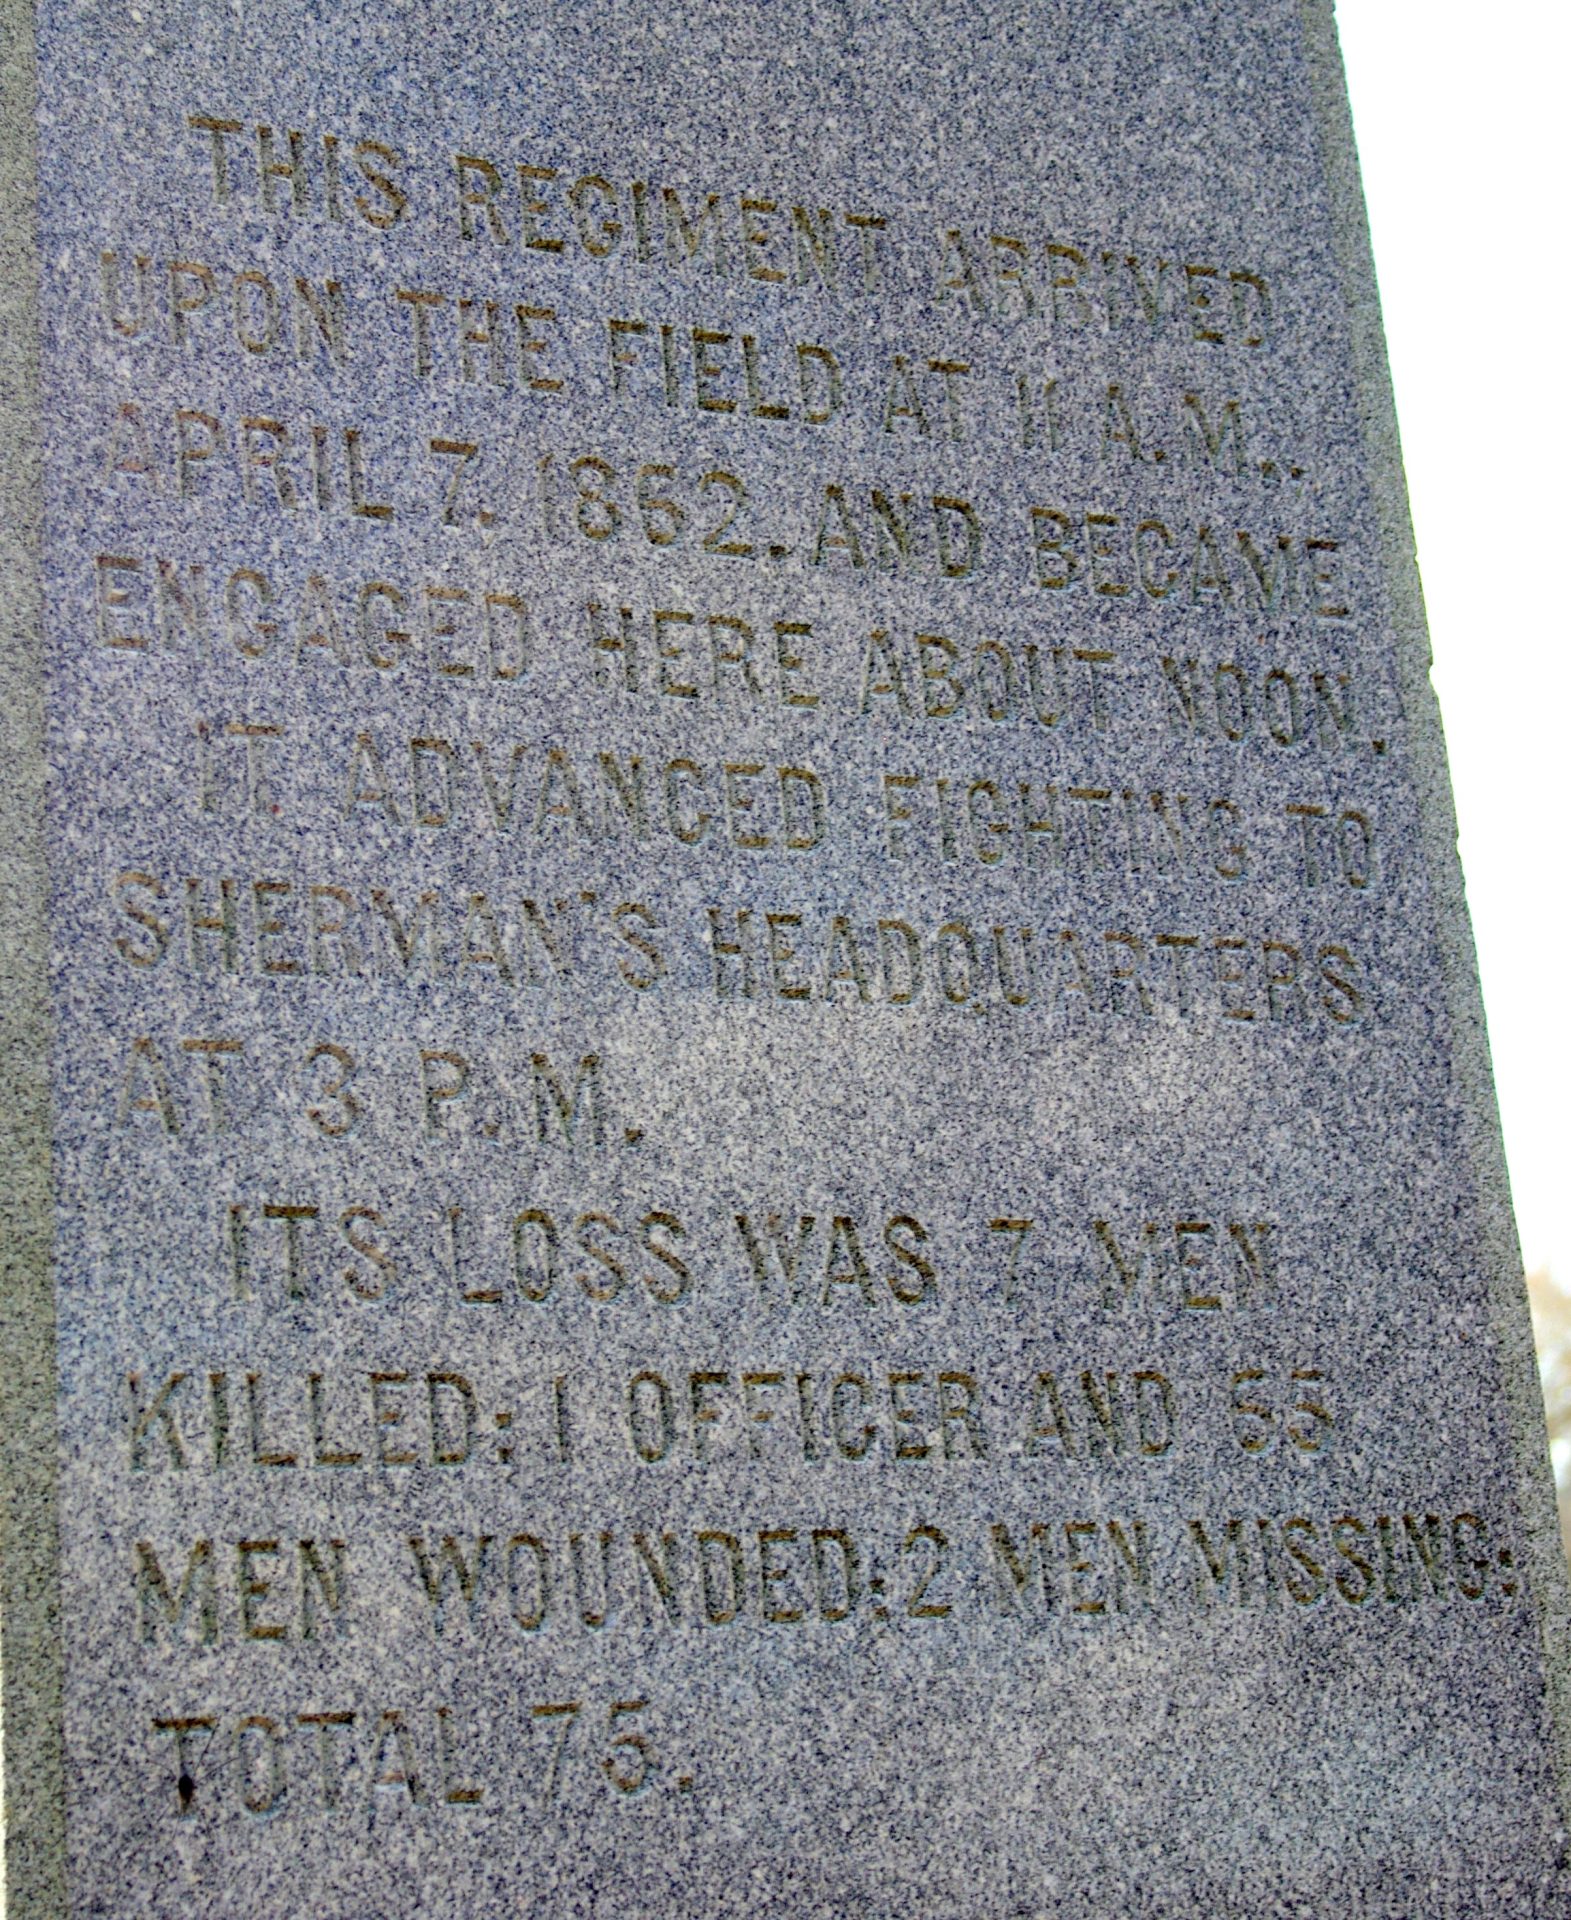 THIS REGIMENT ARRIVED
UPON THE FIELD AT 11 A.M.,
APRIL 7, 1862, AND BECAME
ENGAGED HERE ABOUT NOON.
IT ADVANCED FIGHTING TO
SHERMAN'S HEADQUARTERS
AT 3 P.M.
ITS LOSS WAS 7 MEN
KILLED; 1 OFFICER AND 65
MEN WOUNDED; 2 MEN MISSING;
TOTAL 75.